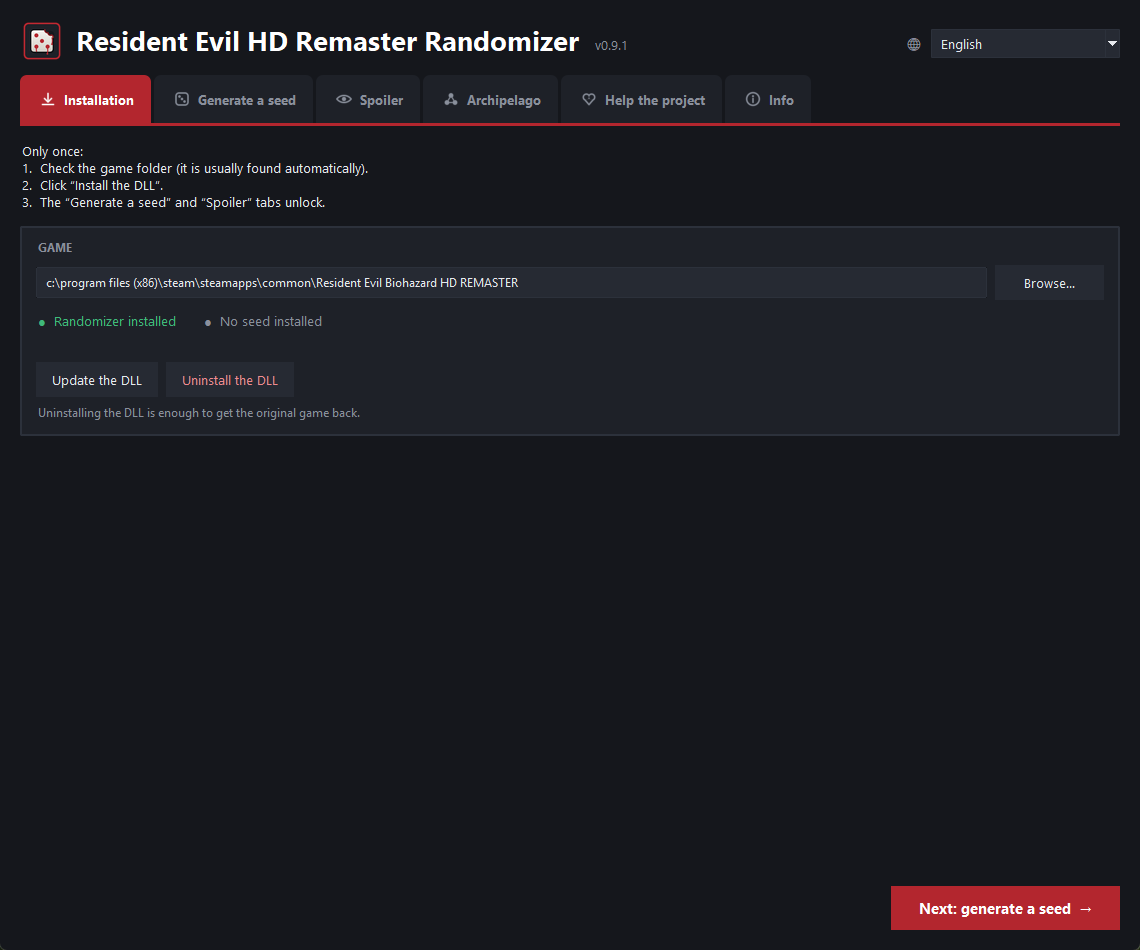 Resident Evil HD Remaster Randomizer v0.9.1
English
Installation
Generate a seed
Spoiler
Archipelago
Help the project
Info
Only once:
1. Check the game folder (it is usually found automatically).
2. Click “Install the DLL”.
3. The “Generate a seed” and “Spoiler” tabs unlock.
GAME
c:\program files (x86)\steam\steamapps\common\Resident Evil Biohazard HD REMASTER
Browse...
● Randomizer installed
● No seed installed
Update the DLL
Uninstall the DLL
Uninstalling the DLL is enough to get the original game back.
Next: generate a seed →